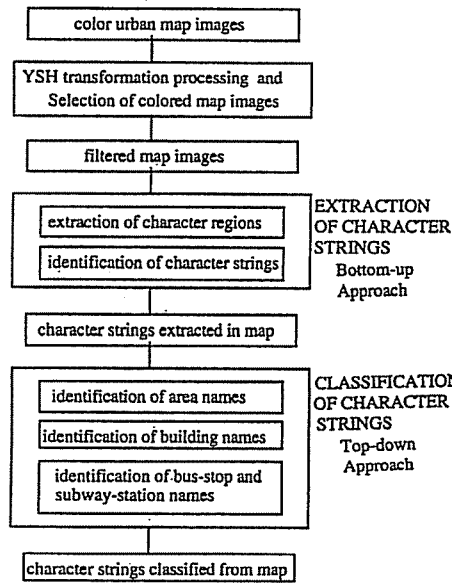 color urban map images
YSH transformation processing and
Selection of colored map images
filtered map images
extraction of character regions
identification of character strings
EXTRACTION
OF CHARACTER
STRINGS
Bottom-up
Approach
character strings extracted in map
identification of area names
identification of building names
identification of bus-stop and
subway-station names
CLASSIFICATION
OF CHARACTER
STRINGS
Top-down
Approach
character strings classified from map